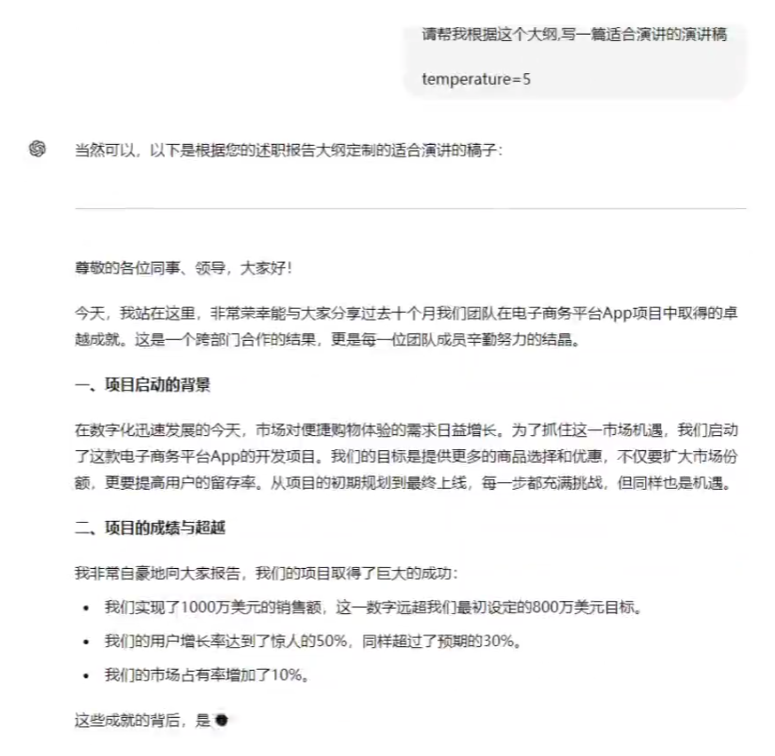 请帮我根据这个大纲,写一篇适合演讲的演讲稿
temperature=5
当然可以，以下是根据您的述职报告大纲定制的适合演讲的稿子：
尊敬的各位同事、领导，大家好！
今天，我站在这里，非常荣幸能与大家分享过去十个月我们团队在电子商务平台App项目中取得的卓
越成就。这是一个跨部门合作的结果，更是每一位团队成员辛勤努力的结晶。
一、项目启动的背景
在数字化迅速发展的今天，市场对便捷购物体验的需求日益增长。为了抓住这一市场机遇，我们启动
了这款电子商务平台App的开发项目。我们的目标是提供更多的商品选择和优惠，不仅要扩大市场份
额，更要提高用户的留存率。从项目的初期规划到最终上线，每一步都充满挑战，但同样也是机遇。
二、项目的成绩与超越
我非常自豪地向大家报告，我们的项目取得了巨大的成功：
• 我们实现了1000万美元的销售额，这一数字远超我们最初设定的800万美元目标。
• 我们的用户增长率达到了惊人的50%，同样超过了预期的30%。
• 我们的市场占有率增加了10%。
这些成就的背后，是